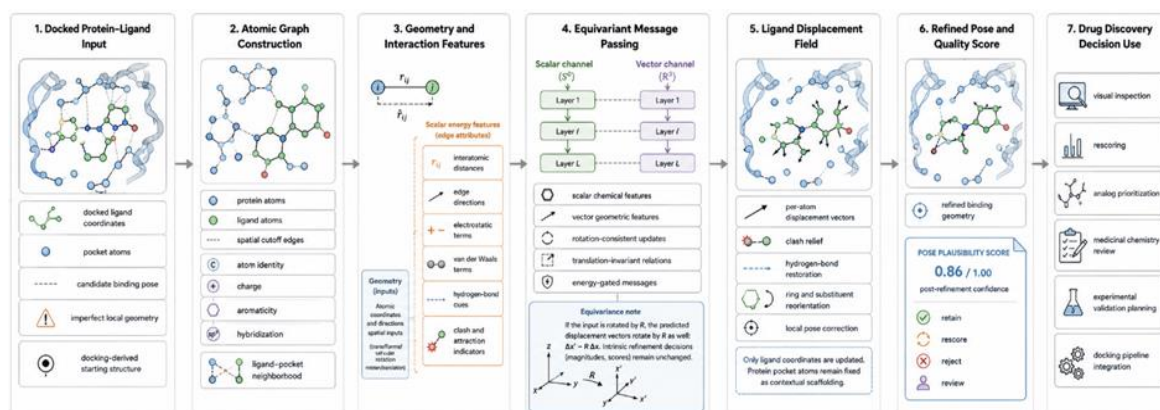 1. Docked Protein–Ligand
Input
docked ligand
coordinates
pocket atoms
candidate binding pose
imperfect local geometry
docking-derived
starting structure
2. Atomic Graph
Construction
protein atoms
ligand atoms
spatial cutoff edges
C
atom identity
charge
aromaticity
hybridization
ligand–pocket
neighborhood
3. Geometry and
Interaction Features
r_ij
i
j
r̂_ij
Scalar energy features
(edge attributes)
r_ij
interatomic
distances
edge
directions
+ −
electrostatic
terms
van der Waals
terms
hydrogen-bond
cues
clash and
attraction
indicators
Geometry
(inputs)
Atomic
coordinates
and directions
spatial inputs
4. Equivariant Message
Passing
Scalar channel
Vector channel
(R³)
Layer 1
Layer 1
Layer l
Layer l
Layer L
Layer L
scalar chemical features
vector geometric features
rotation-consistent updates
translation-invariant relations
energy-gated messages
Equivariance note
If the input is rotated by R, the predicted
displacement vectors rotate by R as well:
Δx' − R Δx. Intrinsic refinement decisions
(magnitudes, scores) remain unchanged.
z
y
x
R
z'
y'
x'
5. Ligand Displacement
Field
per-atom
displacement vectors
clash relief
hydrogen-bond
restoration
ring and substituent
reorientation
local pose correction
Only ligand coordinates are updated.
Protein pocket atoms remain fixed
as contextual scaffolding.
6. Refined Pose and
Quality Score
refined binding
geometry
POSE PLAUSIBILITY SCORE
0.86 / 1.00
post-refinement confidence
retain
rescore
reject
review
7. Drug Discovery
Decision Use
visual inspection
rescoring
analog prioritization
medicinal chemistry
review
experimental
validation planning
docking pipeline
integration